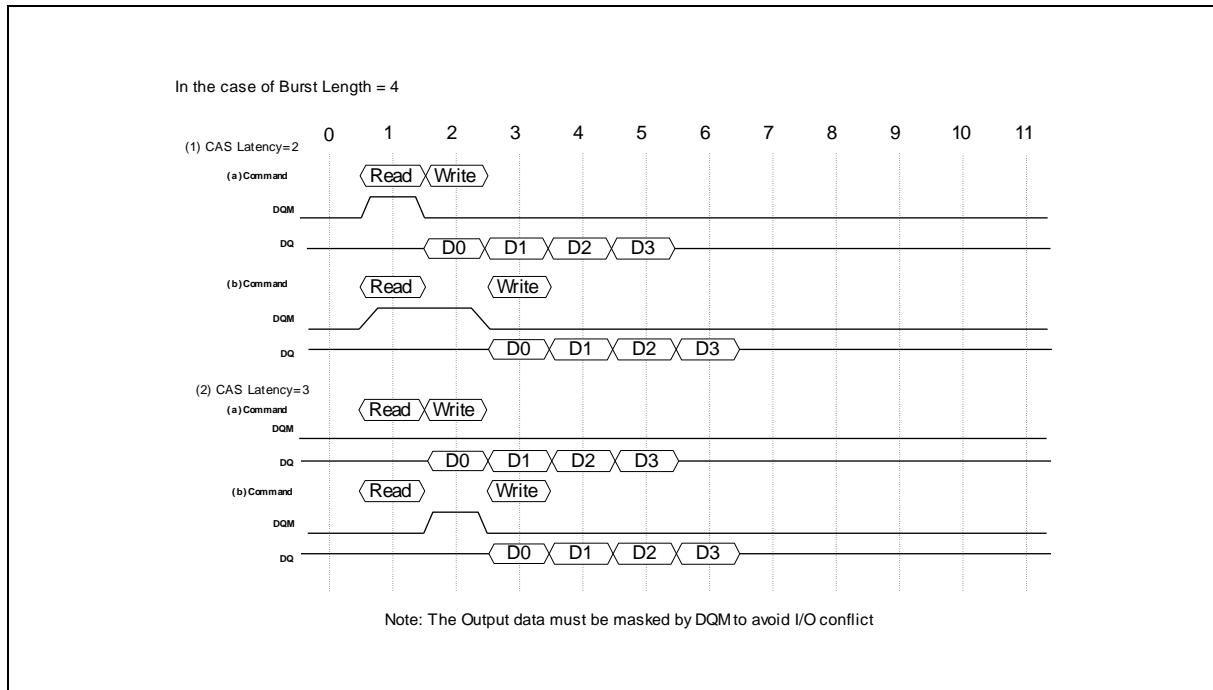 In the case of Burst Length = 4
0 1 2 3 4 5 6 7 8 9 10 11
(1) CAS Latency=2
(a)Command Read Write
DQM
DQ D0 D1 D2 D3
(b)Command Read Write
DQM
DQ D0 D1 D2 D3
(2) CAS Latency=3
(a)Command Read Write
DQM
DQ D0 D1 D2 D3
(b)Command Read Write
DQM
DQ D0 D1 D2 D3
Note: The Output data must be masked by DQM to avoid I/O conflict